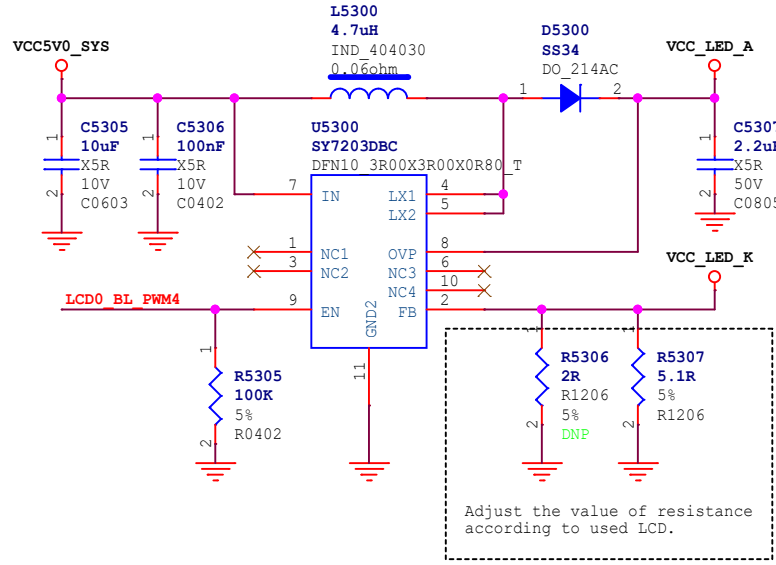 L5300
4.7uH
IND_404030
0.06ohm
D5300
SS34
DO_214AC
VCC5V0_SYS
VCC_LED_A
1
2
C5305
10uF
X5R
10V
C0603
1
2
C5306
100nF
X5R
10V
C0402
1
2
U5300
SY7203DBC
DFN10_3R00X3R00X0R80_T
C5307
2.2uF
X5R
50V
C0805
1
2
7
IN
LX1
4
LX2
5
1
NC1
OVP
8
3
NC2
NC3
6
NC4
10
9
EN
GND2
FB
2
11
VCC_LED_K
LCD0_BL_PWM4
1
2
R5305
100K
5%
R0402
1
2
R5306
2R
R1206
5%
DNP
1
2
R5307
5.1R
5%
R1206
Adjust the value of resistance
according to used LCD.